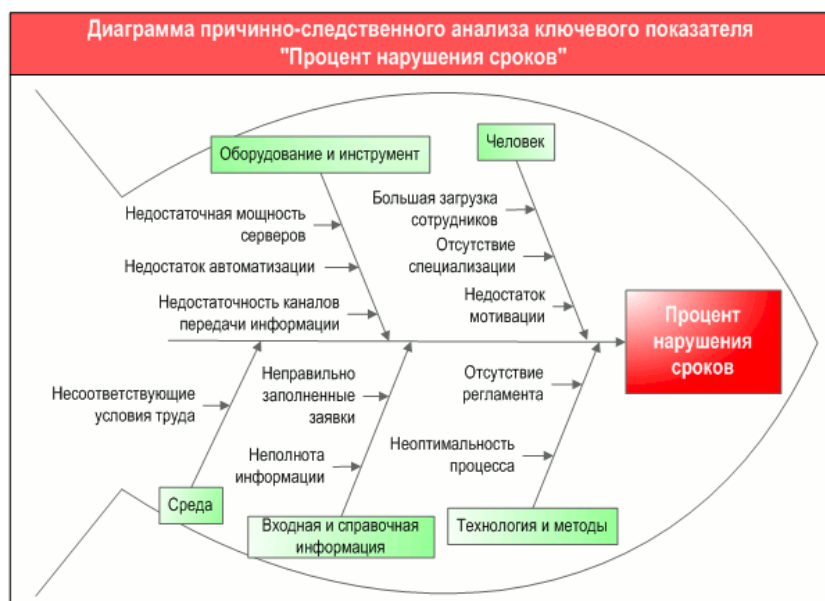 Диаграмма причинно-следственного анализа ключевого показателя
"Процент нарушения сроков"
Оборудование и инструмент
Человек
Недостаточная мощность
серверов
Недостаток автоматизации
Недостаточность каналов
передачи информации
Большая загрузка
сотрудников
Отсутствие
специализации
Недостаток
мотивации
Процент
нарушения
сроков
Несоответствующие
условия труда
Неправильно
заполненные
заявки
Неполнота
информации
Отсутствие
регламента
Неоптимальность
процесса
Среда
Входная и справочная
информация
Технология и методы